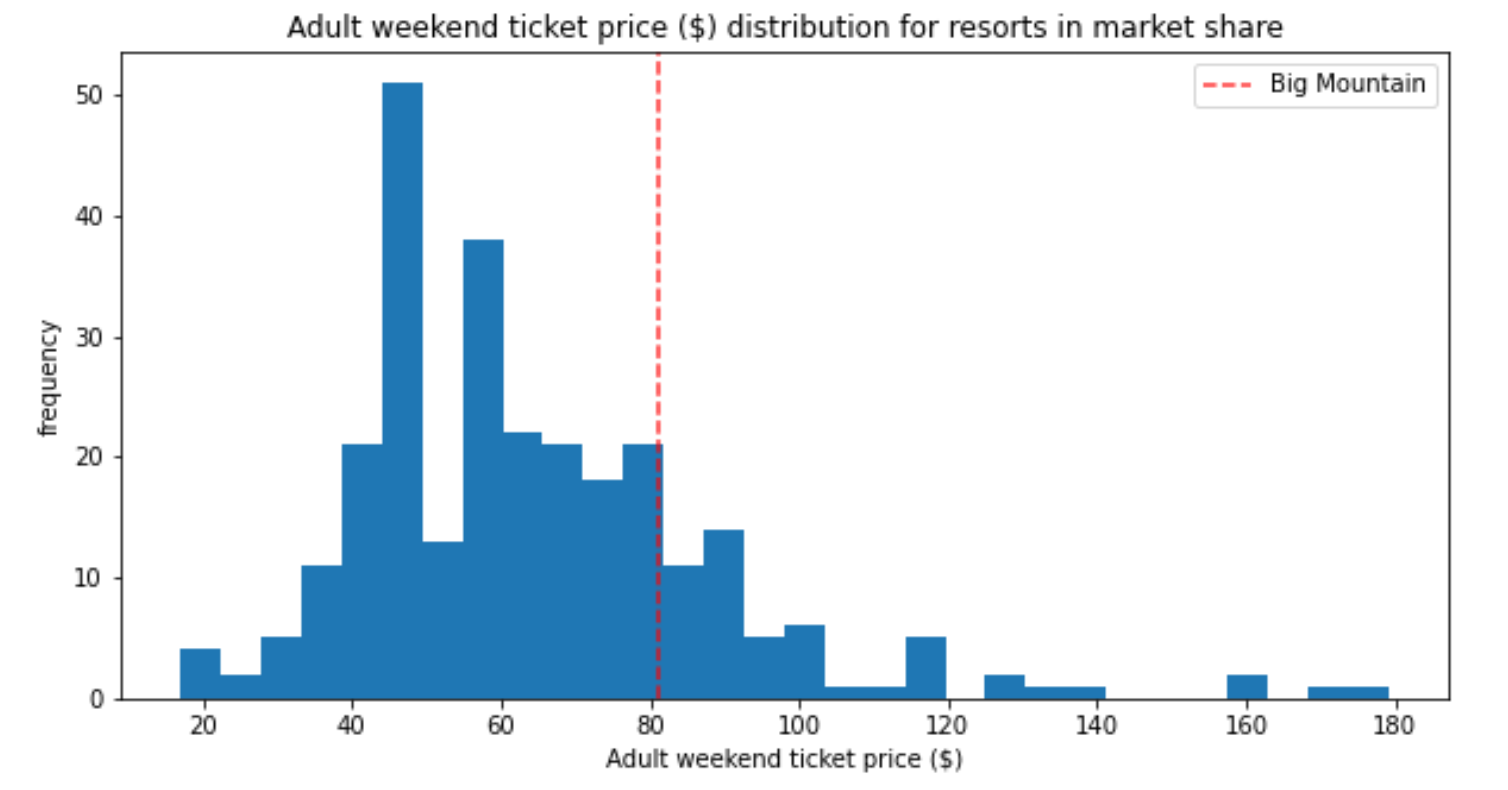 Adult weekend ticket price ($) distribution for resorts in market share
Big Mountain
50
40
30
20
10
0
frequency
20 40 60 80 100 120 140 160 180
Adult weekend ticket price ($)